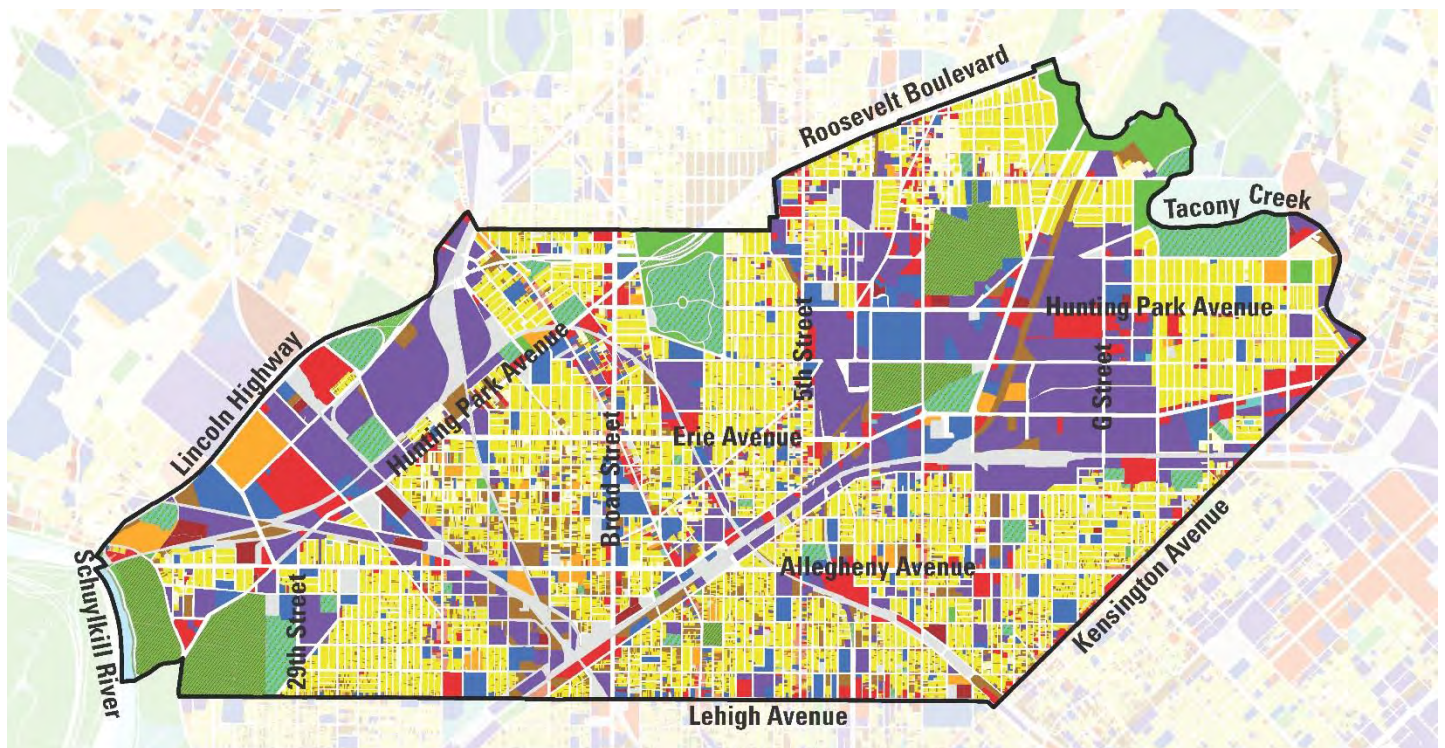 Roosevelt Boulevard
Tacony Creek
Hunting Park Avenue
5th Street
G Street
Lincoln Highway
Hunting Park Avenue
Broad Street
Erie Avenue
Schuylkill River
29th Street
Allegheny Avenue
Kensington Avenue
Lehigh Avenue